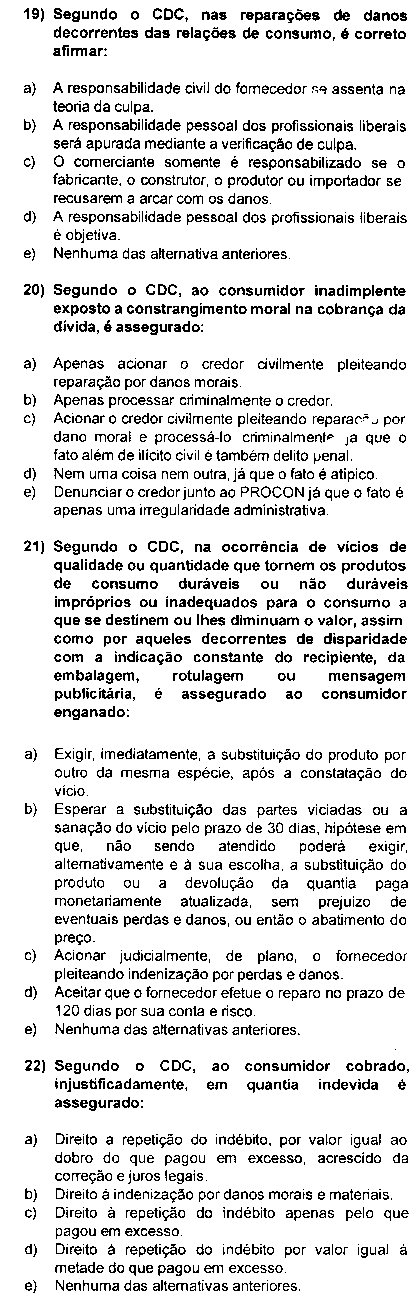 19) Segundo o CDC, nas reparações de danos
decorrentes das relações de consumo, é correto
afirmar:
a) A responsabilidade civil do fornecedor se assenta na
teoria da culpa.
b) A responsabilidade pessoal dos profissionais liberais
será apurada mediante a verificação de culpa.
c) O comerciante somente é responsabilizado se o
fabricante, o construtor, o produtor ou importador se
recusarem a arcar com os danos.
d) A responsabilidade pessoal dos profissionais liberais
é objetiva.
e) Nenhuma das alternativa anteriores.
20) Segundo o CDC, ao consumidor inadimplente
exposto a constrangimento moral na cobrança da
dívida, é assegurado:
a) Apenas acionar o credor civilmente pleiteando
reparação por danos morais.
b) Apenas processar criminalmente o credor.
c) Acionar o credor civilmente pleiteando reparação por
dano moral e processá-lo criminalmente já que o
fato além de ilícito civil é também delito penal.
d) Nem uma coisa nem outra, já que o fato é atípico.
e) Denunciar o credor junto ao PROCON já que o fato é
apenas uma irregularidade administrativa.
21) Segundo o CDC, na ocorrência de vícios de
qualidade ou quantidade que tornem os produtos
de consumo duráveis ou não duráveis
impróprios ou inadequados para o consumo a
que se destinem ou lhes diminuam o valor, assim
como por aqueles decorrentes de disparidade
com a indicação constante do recipiente, da
embalagem, rotulagem ou mensagem
publicitária, é assegurado ao consumidor
enganado:
a) Exigir, imediatamente, a substituição do produto por
outro da mesma espécie, após a constatação do
vício.
b) Esperar a substituição das partes viciadas ou a
sanação do vício pelo prazo de 30 dias, hipótese em
que, não sendo atendido poderá exigir,
alternativamente e à sua escolha, a substituição do
produto ou a devolução da quantia paga
monetariamente atualizada, sem prejuízo de
eventuais perdas e danos, ou então o abatimento do
preço.
c) Acionar judicialmente, de plano, o fornecedor
pleiteando indenização por perdas e danos.
d) Aceitar que o fornecedor efetue o reparo no prazo de
120 dias por sua conta e risco.
e) Nenhuma das alternativas anteriores.
22) Segundo o CDC, ao consumidor cobrado,
injustificadamente, em quantia indevida é
assegurado:
a) Direito a repetição do indébito, por valor igual ao
dobro do que pagou em excesso, acrescido da
correção e juros legais.
b) Direito à indenização por danos morais e materiais.
c) Direito à repetição do indébito apenas pelo que
pagou em excesso.
d) Direito à repetição do indébito por valor igual à
metade do que pagou em excesso.
e) Nenhuma das alternativas anteriores.